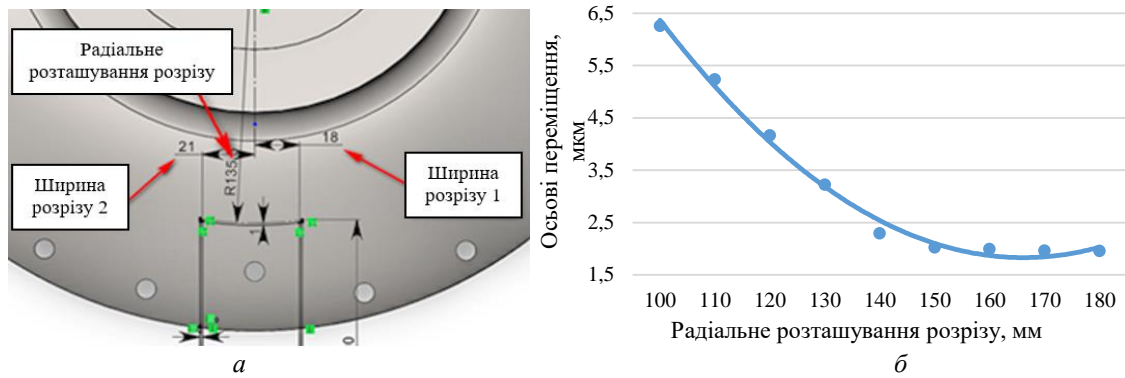 Радіальне
розташування розрізу
21
18
R135
Ширина
розрізу 2
Ширина
розрізу 1
1
0
а
Осьові переміщення,
мкм
6,5
5,5
4,5
3,5
2,5
1,5
100 110 120 130 140 150 160 170 180
Радіальне розташування розрізу, мм
б